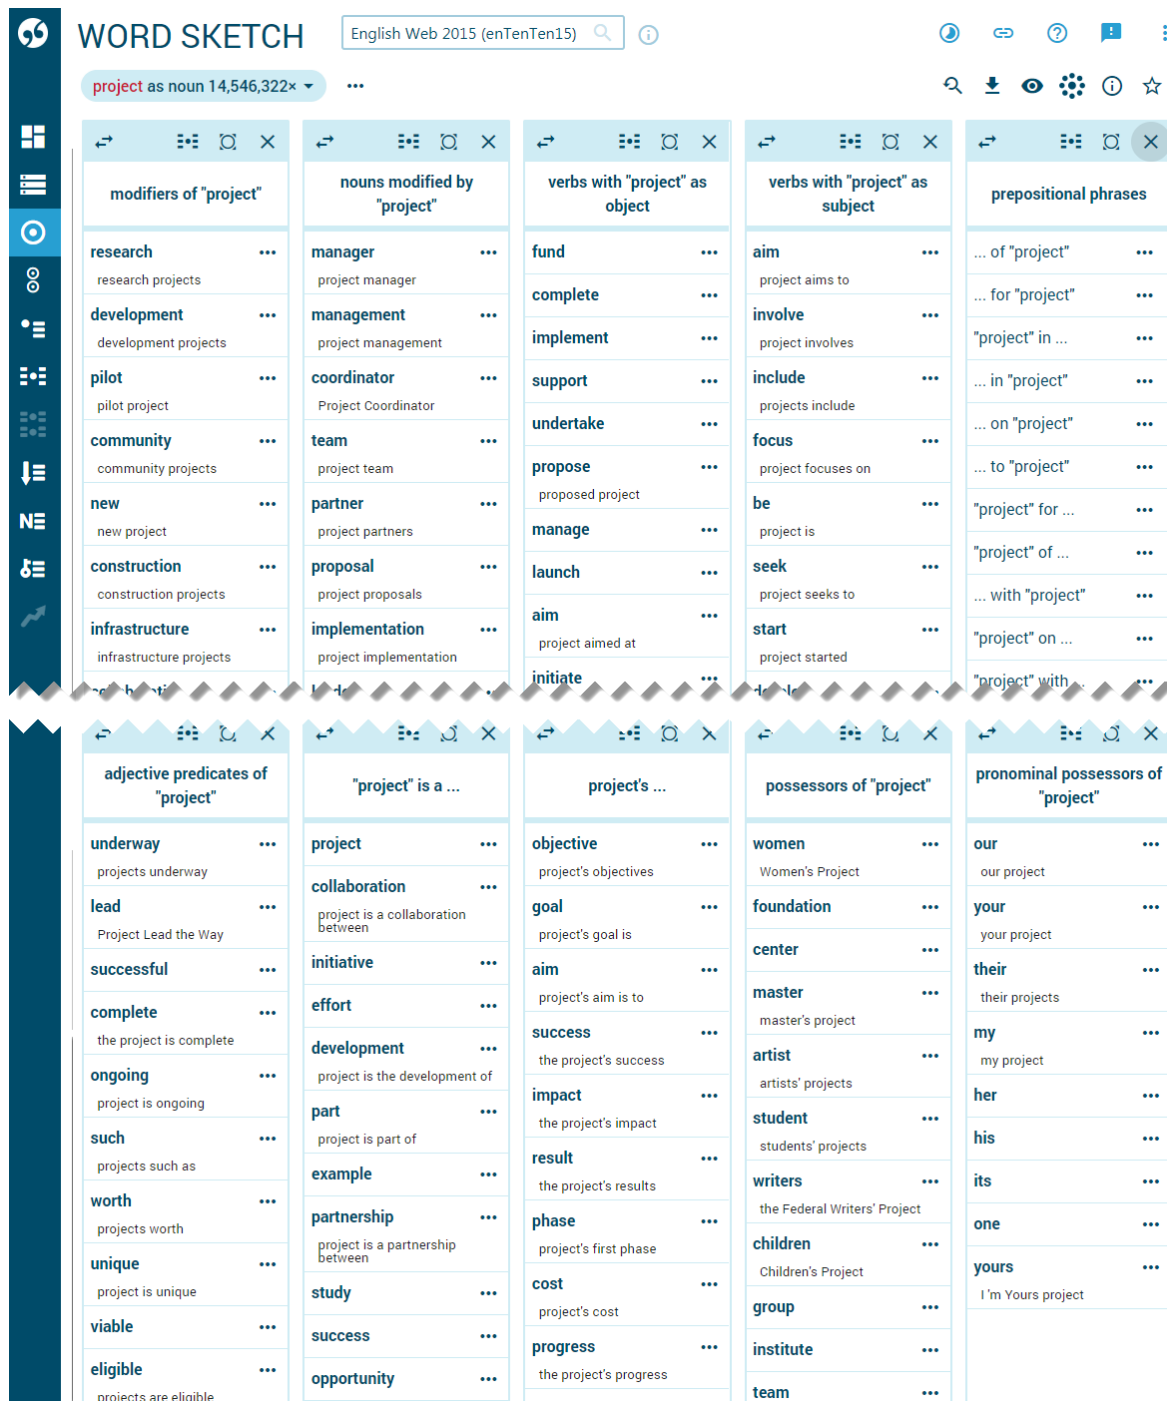 WORD SKETCH
English Web 2015 (enTenTen15)
project as noun 14,546,322×
modifiers of "project"
research
research projects
development
development projects
pilot
pilot project
community
community projects
new
new project
construction
construction projects
infrastructure
infrastructure projects
nouns modified by
"project"
manager
project manager
management
project management
coordinator
Project Coordinator
team
project team
partner
project partners
proposal
project proposals
implementation
project implementation
verbs with "project" as
object
fund
complete
implement
support
undertake
propose
proposed project
manage
launch
aim
project aimed at
initiate
verbs with "project" as
subject
aim
project aims to
involve
project involves
include
projects include
focus
project focuses on
be
project is
seek
project seeks to
start
project started
prepositional phrases
... of "project"
... for "project"
"project" in ...
... in "project"
... on "project"
... to "project"
"project" for ...
"project" of ...
... with "project"
"project" on ...
"project" with ...
adjective predicates of
"project"
underway
projects underway
lead
Project Lead the Way
successful
complete
the project is complete
ongoing
project is ongoing
such
projects such as
worth
projects worth
unique
project is unique
viable
eligible
projects are eligible
"project" is a ...
project
collaboration
project is a collaboration
between
initiative
effort
development
project is the development of
part
project is part of
example
partnership
project is a partnership
between
study
success
opportunity
project's ...
objective
project's objectives
goal
project's goal is
aim
project's aim is to
success
the project's success
impact
the project's impact
result
the project's results
phase
project's first phase
cost
project's cost
progress
the project's progress
possessors of "project"
women
Women's Project
foundation
center
master
master's project
artist
artists' projects
student
students' projects
writers
the Federal Writers' Project
children
Children's Project
group
institute
team
pronominal possessors of
"project"
our
our project
your
your project
their
their projects
my
my project
her
his
its
one
yours
I 'm Yours project